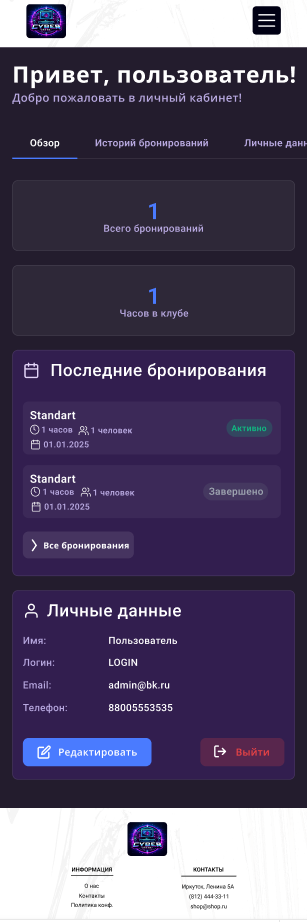 CYBER
Привет, пользователь!
Добро пожаловать в личный кабинет!
Обзор
Историй бронирований
Личные дан
1
Всего бронирований
1
Часов в клубе
Последние бронирования
Standart
1 часов 1 человек
Активно
01.01.2025
Standart
1 часов 1 человек
Завершено
01.01.2025
Все бронирования
Личные данные
Имя: Пользователь
Логин: LOGIN
Email: admin@bk.ru
Телефон: 88005553535
Редактировать
Выйти
CYBER
ИНФОРМАЦИЯ
О нас
Контакты
Политика конф.
КОНТАКТЫ
Иркутск, Ленина 5А
(612) 444-33-11
shop@shop.ru